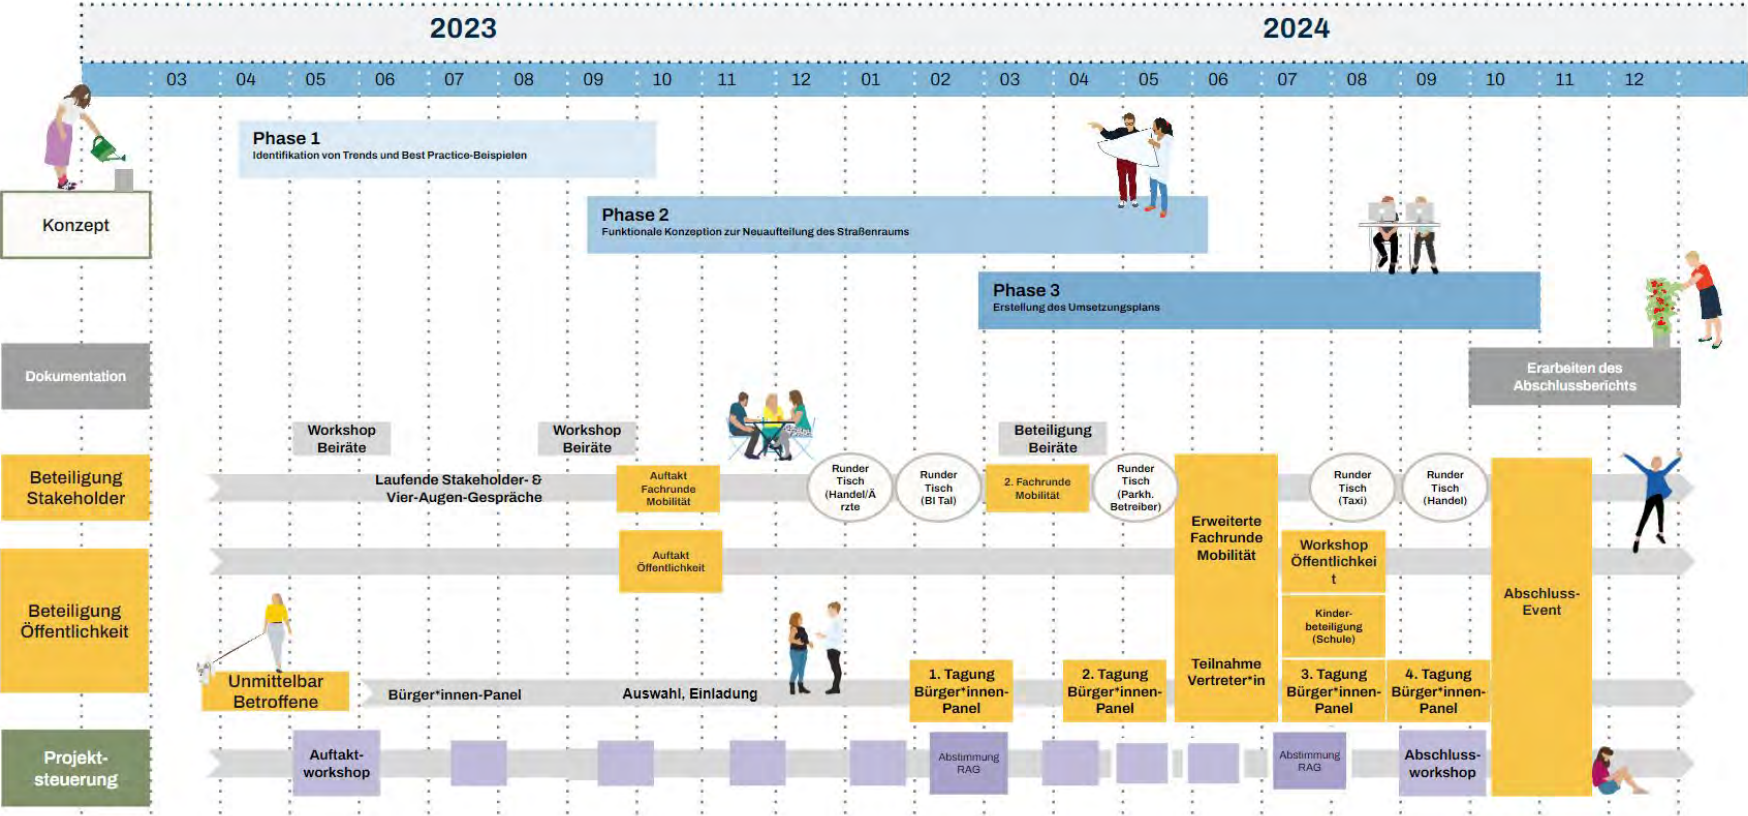 2023
2024
03 04 05 06 07 08 09 10 11 12 01 02 03 04 05 06 07 08 09 10 11 12
Phase 1
Identifikation von Trends und Best Practice-Beispielen
Konzept
Phase 2
Funktionale Konzeption zur Neuaufteilung des Straßenraums
Phase 3
Erstellung des Umsetzungsplans
Dokumentation
Erarbeiten des
Abschlussberichts
Workshop
Beiräte
Workshop
Beiräte
Beteiligung
Beiräte
Beteiligung
Stakeholder
Laufende Stakeholder- &
Vier-Augen-Gespräche
Auftakt
Fachrunde
Mobilität
Runder
Tisch
(Handel/Ä
rzte
Runder
Tisch
(BI Tal)
2. Fachrunde
Mobilität
Runder
Tisch
(Parkh.
Betreiber)
Erweiterte
Fachrunde
Mobilität
Teilnahme
Vertreter*in
Runder
Tisch
(Taxi)
Runder
Tisch
(Handel)
Abschluss-
Event
Beteiligung
Öffentlichkeit
Auftakt
Öffentlichkeit
Workshop
Öffentlichkei
t
Kinder-
beteiligung
(Schule)
Unmittelbar
Betroffene
Bürger*innen-Panel
Auswahl, Einladung
1. Tagung
Bürger*innen-
Panel
2. Tagung
Bürger*innen-
Panel
3. Tagung
Bürger*innen-
Panel
4. Tagung
Bürger*innen-
Panel
Projekt-
steuerung
Auftakt-
workshop
Abstimmung
RAG
Abstimmung
RAG
Abschluss-
workshop